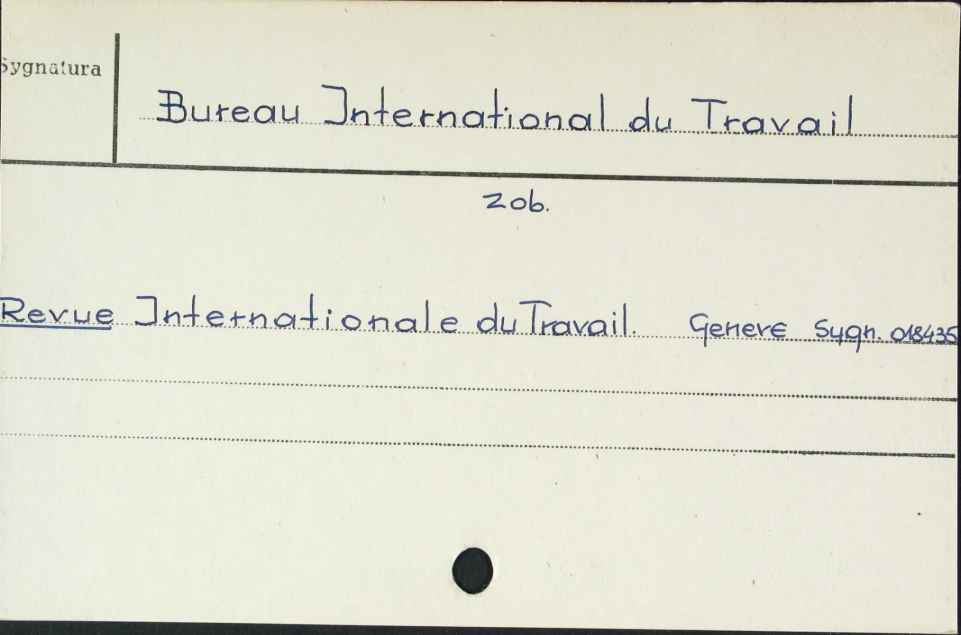 Sygnatura
Bureau International du Travail
zob.
Revue Internationale du Travail. Geneve Sygn. 018435